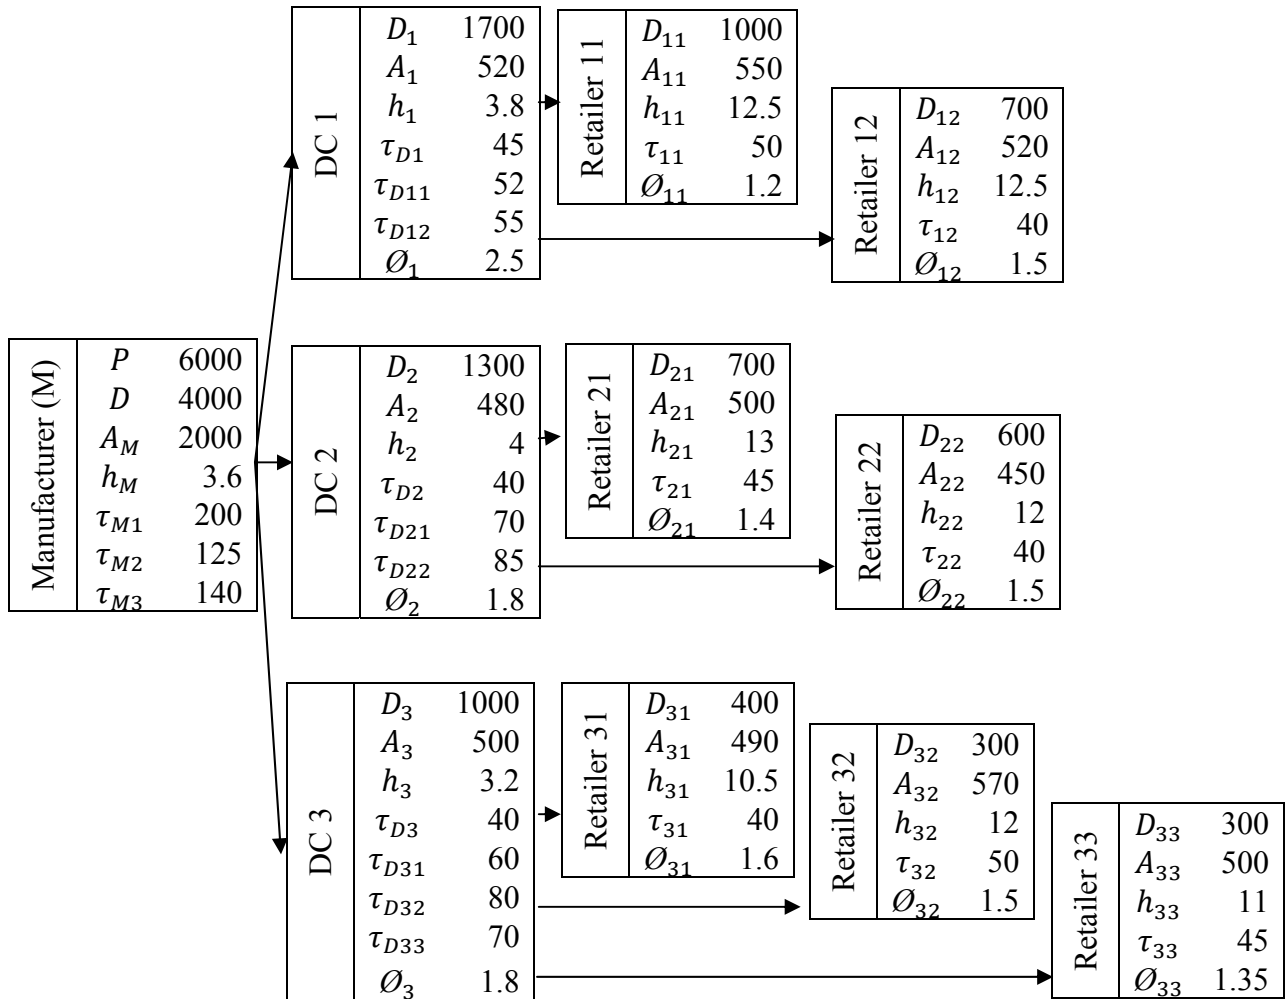 Manufacturer (M)
P 6000
D 4000
A_M 2000
h_M 3.6
τ_M1 200
τ_M2 125
τ_M3 140
DC 1
D_1 1700
A_1 520
h_1 3.8
τ_D1 45
τ_D11 52
τ_D12 55
Ø_1 2.5
Retailer 11
D_11 1000
A_11 550
h_11 12.5
τ_11 50
Ø_11 1.2
Retailer 12
D_12 700
A_12 520
h_12 12.5
τ_12 40
Ø_12 1.5
DC 2
D_2 1300
A_2 480
h_2 4
τ_D2 40
τ_D21 70
τ_D22 85
Ø_2 1.8
Retailer 21
D_21 700
A_21 500
h_21 13
τ_21 45
Ø_21 1.4
Retailer 22
D_22 600
A_22 450
h_22 12
τ_22 40
Ø_22 1.5
DC 3
D_3 1000
A_3 500
h_3 3.2
τ_D3 40
τ_D31 60
τ_D32 80
τ_D33 70
Ø_3 1.8
Retailer 31
D_31 400
A_31 490
h_31 10.5
τ_31 40
Ø_31 1.6
Retailer 32
D_32 300
A_32 570
h_32 12
τ_32 50
Ø_32 1.5
Retailer 33
D_33 300
A_33 500
h_33 11
τ_33 45
Ø_33 1.35